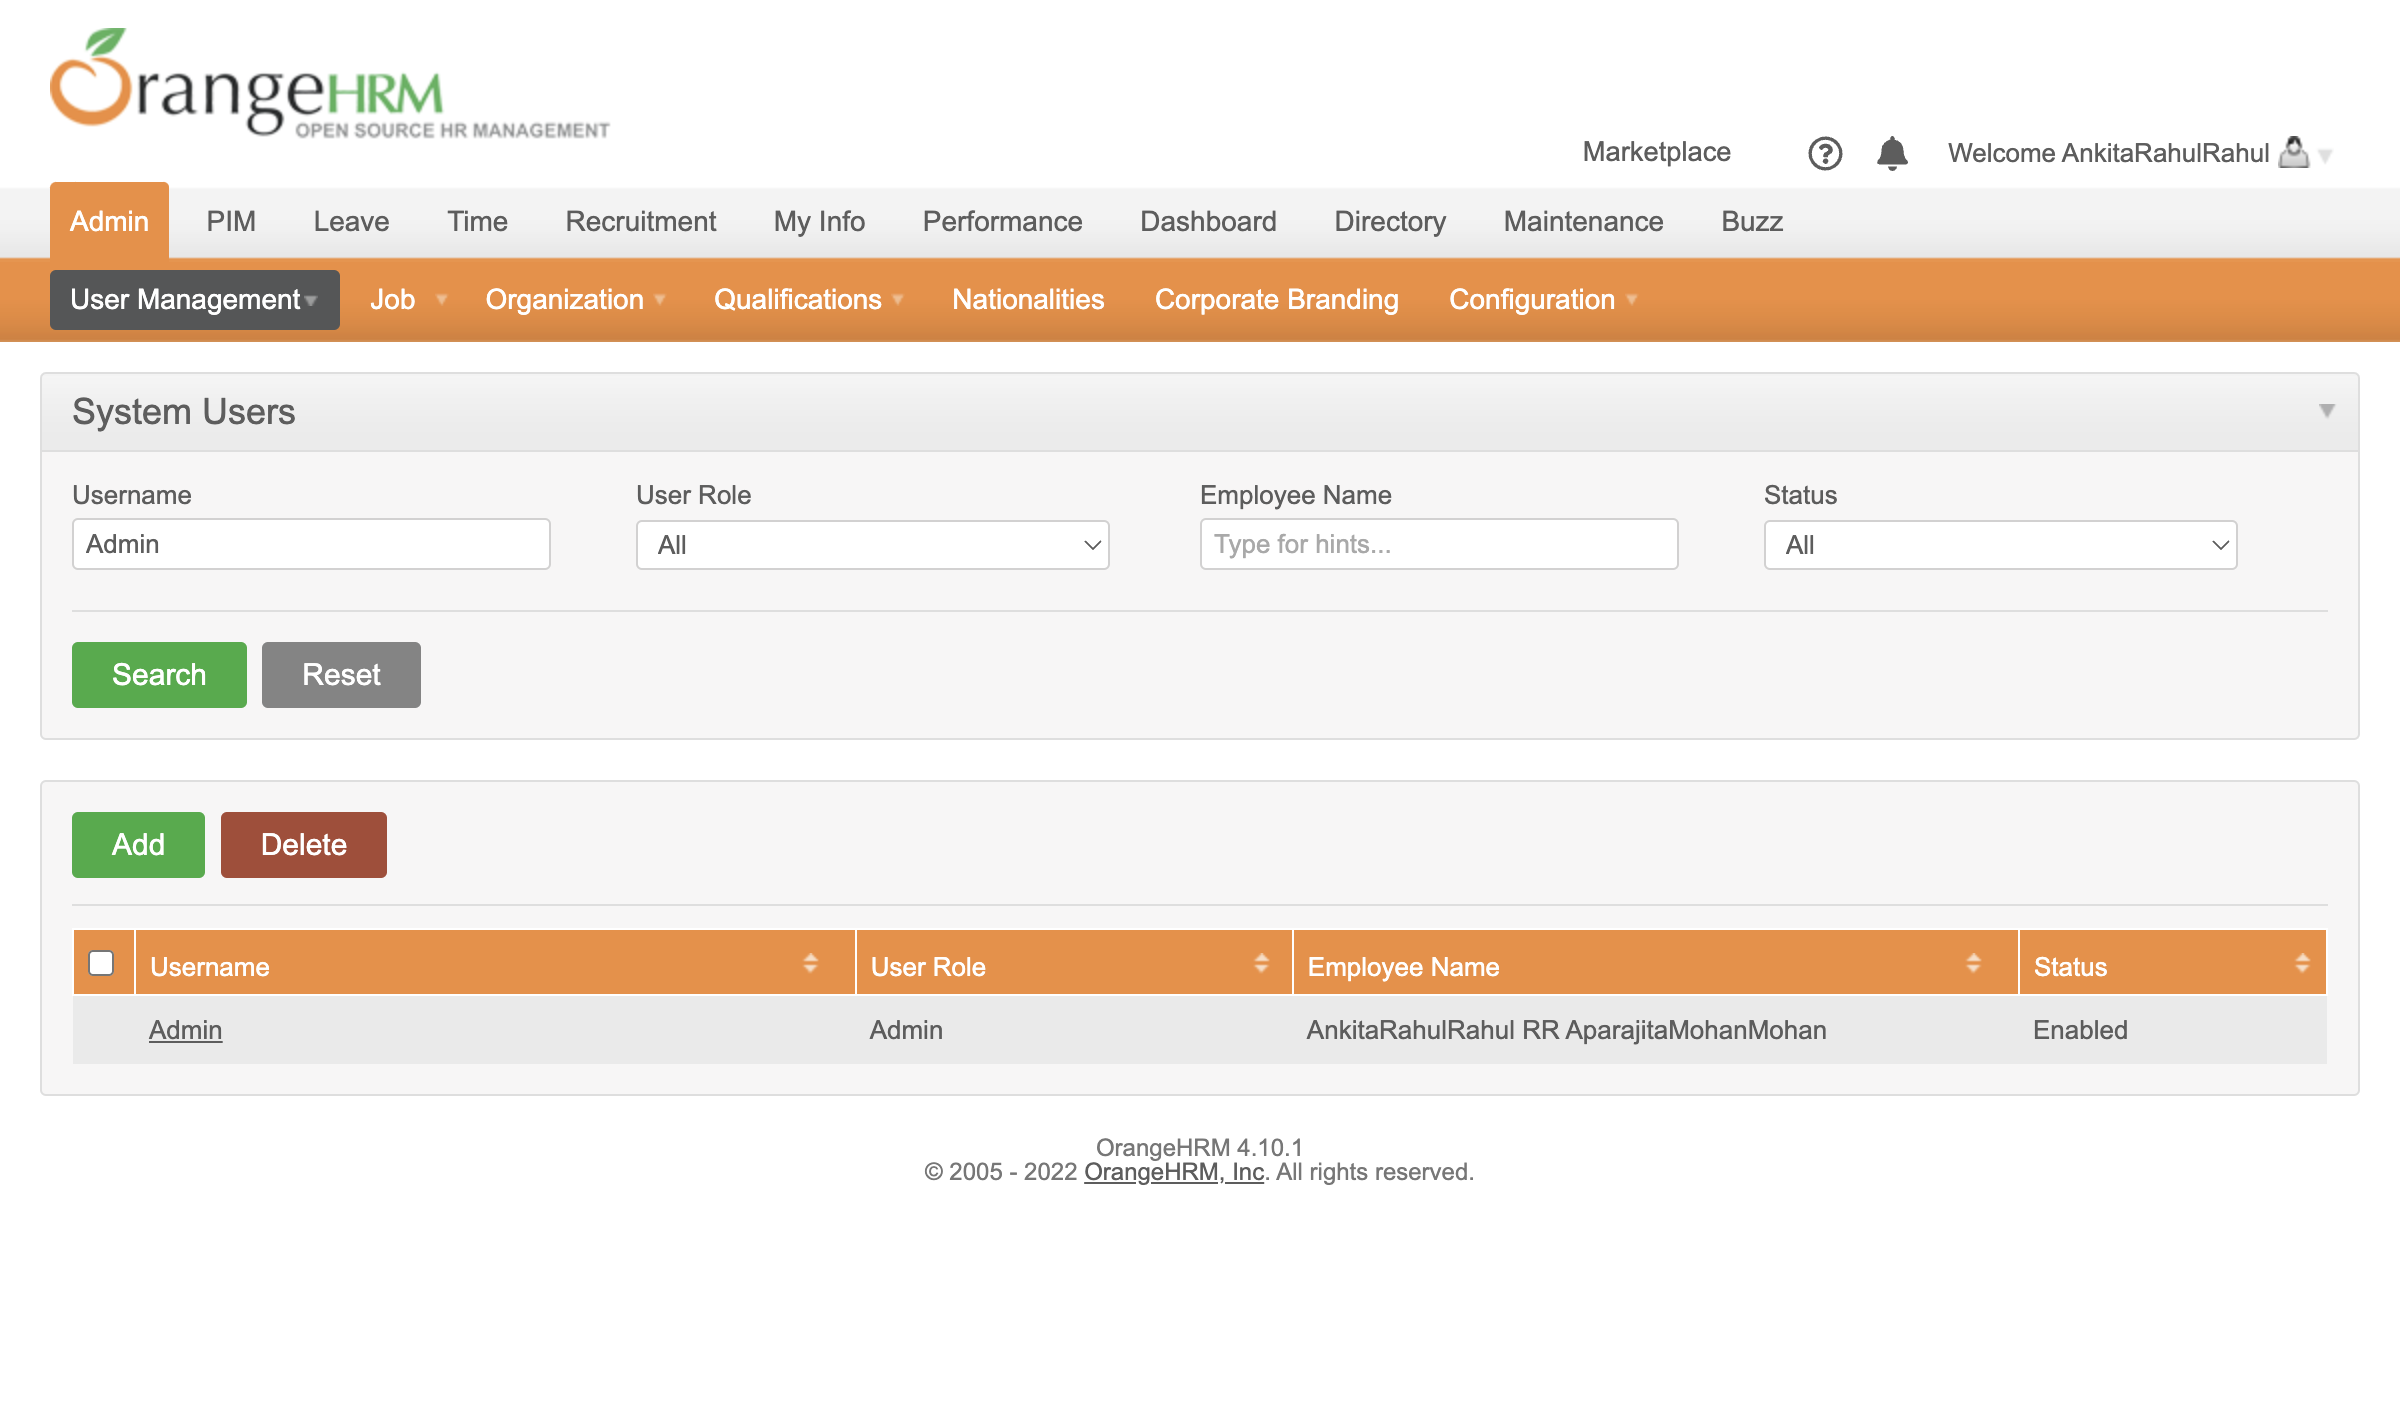 OrangeHRM
OPEN SOURCE HR MANAGEMENT
Marketplace ? Welcome AnkitaRahulRahul
Admin PIM Leave Time Recruitment My Info Performance Dashboard Directory Maintenance Buzz
User Management Job Organization Qualifications Nationalities Corporate Branding Configuration
System Users
Username User Role Employee Name Status
Admin All Type for hints... All
Search Reset
Add Delete
Username User Role Employee Name Status
Admin Admin AnkitaRahulRahul RR AparajitaMohanMohan Enabled
OrangeHRM 4.10.1
© 2005 - 2022 OrangeHRM, Inc. All rights reserved.